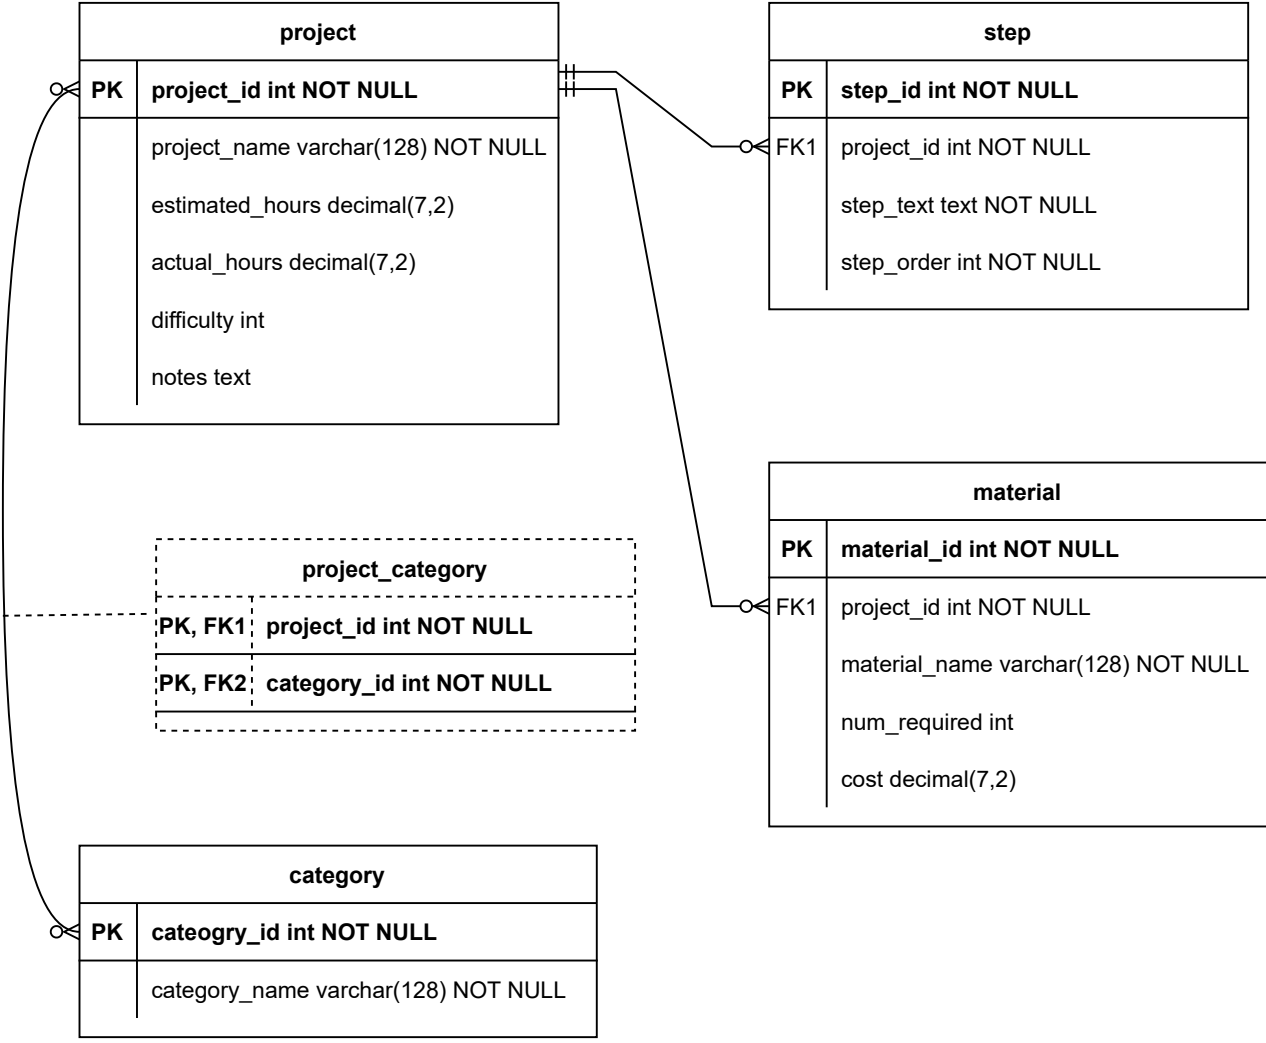 project
PK project_id int NOT NULL
project_name varchar(128) NOT NULL
estimated_hours decimal(7,2)
actual_hours decimal(7,2)
difficulty int
notes text
step
PK step_id int NOT NULL
FK1 project_id int NOT NULL
step_text text NOT NULL
step_order int NOT NULL
project_category
PK, FK1 project_id int NOT NULL
PK, FK2 category_id int NOT NULL
material
PK material_id int NOT NULL
FK1 project_id int NOT NULL
material_name varchar(128) NOT NULL
num_required int
cost decimal(7,2)
category
PK cateogry_id int NOT NULL
category_name varchar(128) NOT NULL